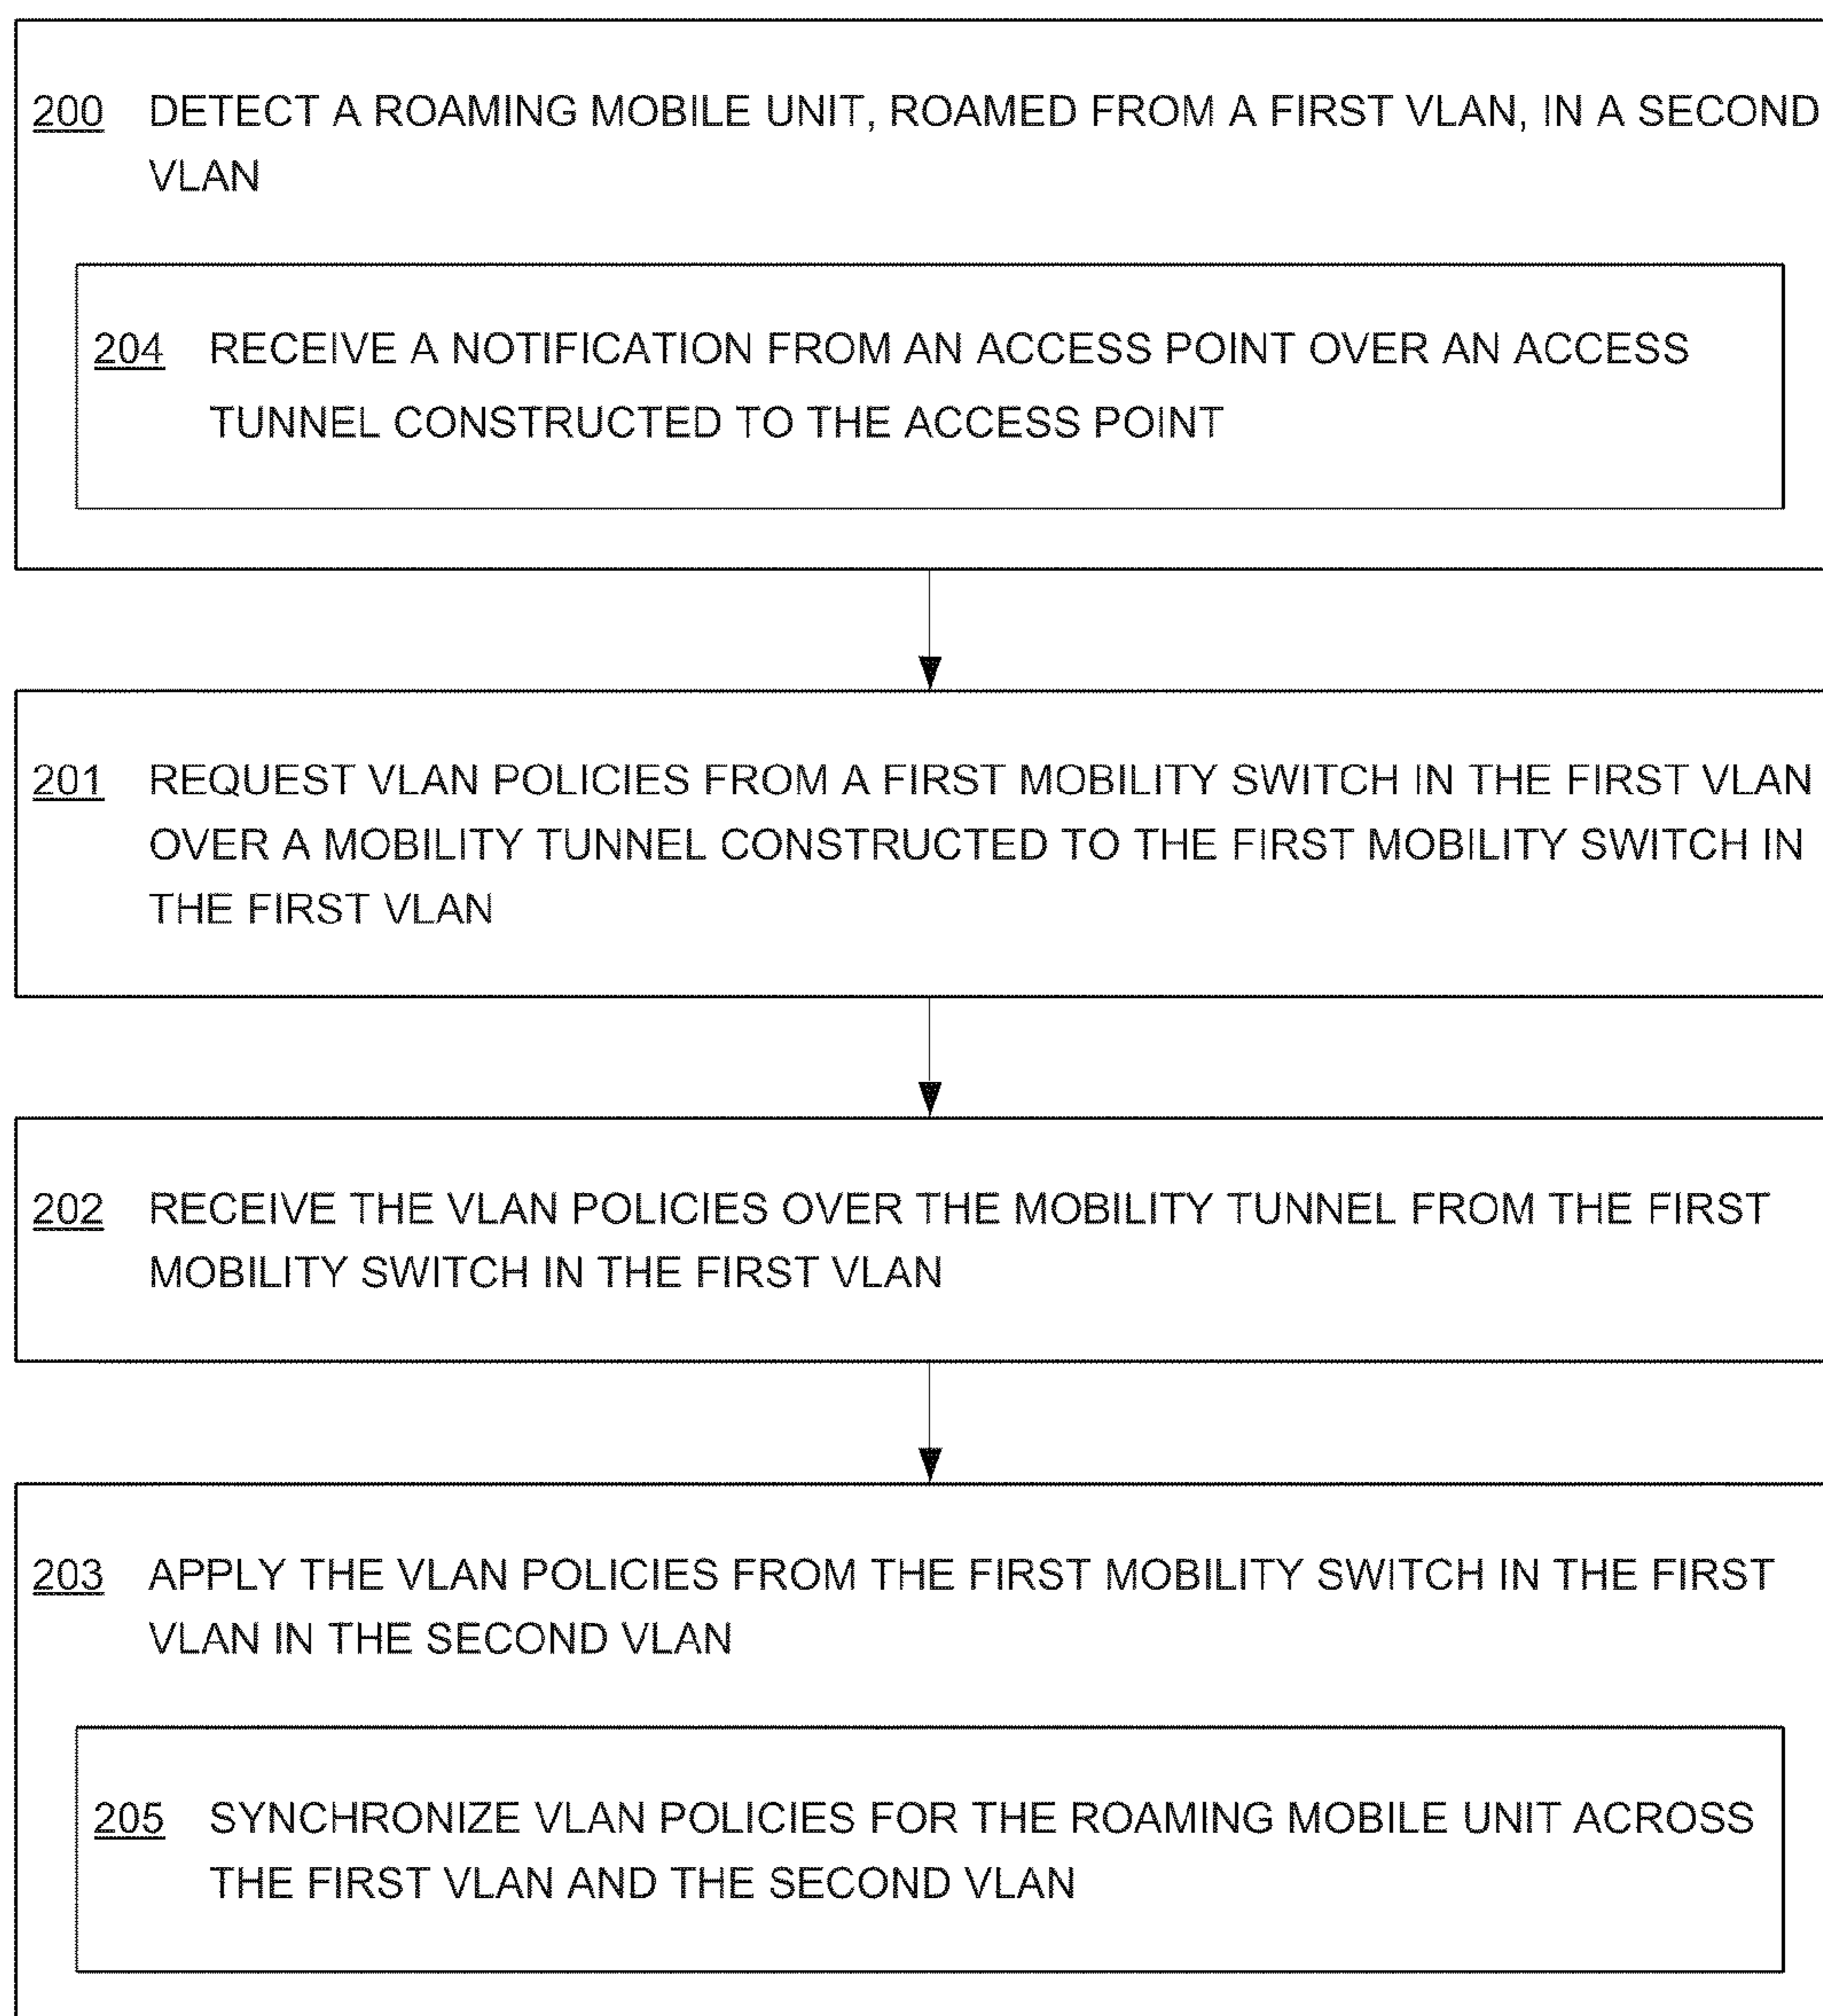 200 DETECT A ROAMING MOBILE UNIT, ROAMED FROM A FIRST VLAN, IN A SECOND
VLAN
204 RECEIVE A NOTIFICATION FROM AN ACCESS POINT OVER AN ACCESS
TUNNEL CONSTRUCTED TO THE ACCESS POINT
201 REQUEST VLAN POLICIES FROM A FIRST MOBILITY SWITCH IN THE FIRST VLAN
OVER A MOBILITY TUNNEL CONSTRUCTED TO THE FIRST MOBILITY SWITCH IN
THE FIRST VLAN
202 RECEIVE THE VLAN POLICIES OVER THE MOBILITY TUNNEL FROM THE FIRST
MOBILITY SWITCH IN THE FIRST VLAN
203 APPLY THE VLAN POLICIES FROM THE FIRST MOBILITY SWITCH IN THE FIRST
VLAN IN THE SECOND VLAN
205 SYNCHRONIZE VLAN POLICIES FOR THE ROAMING MOBILE UNIT ACROSS
THE FIRST VLAN AND THE SECOND VLAN